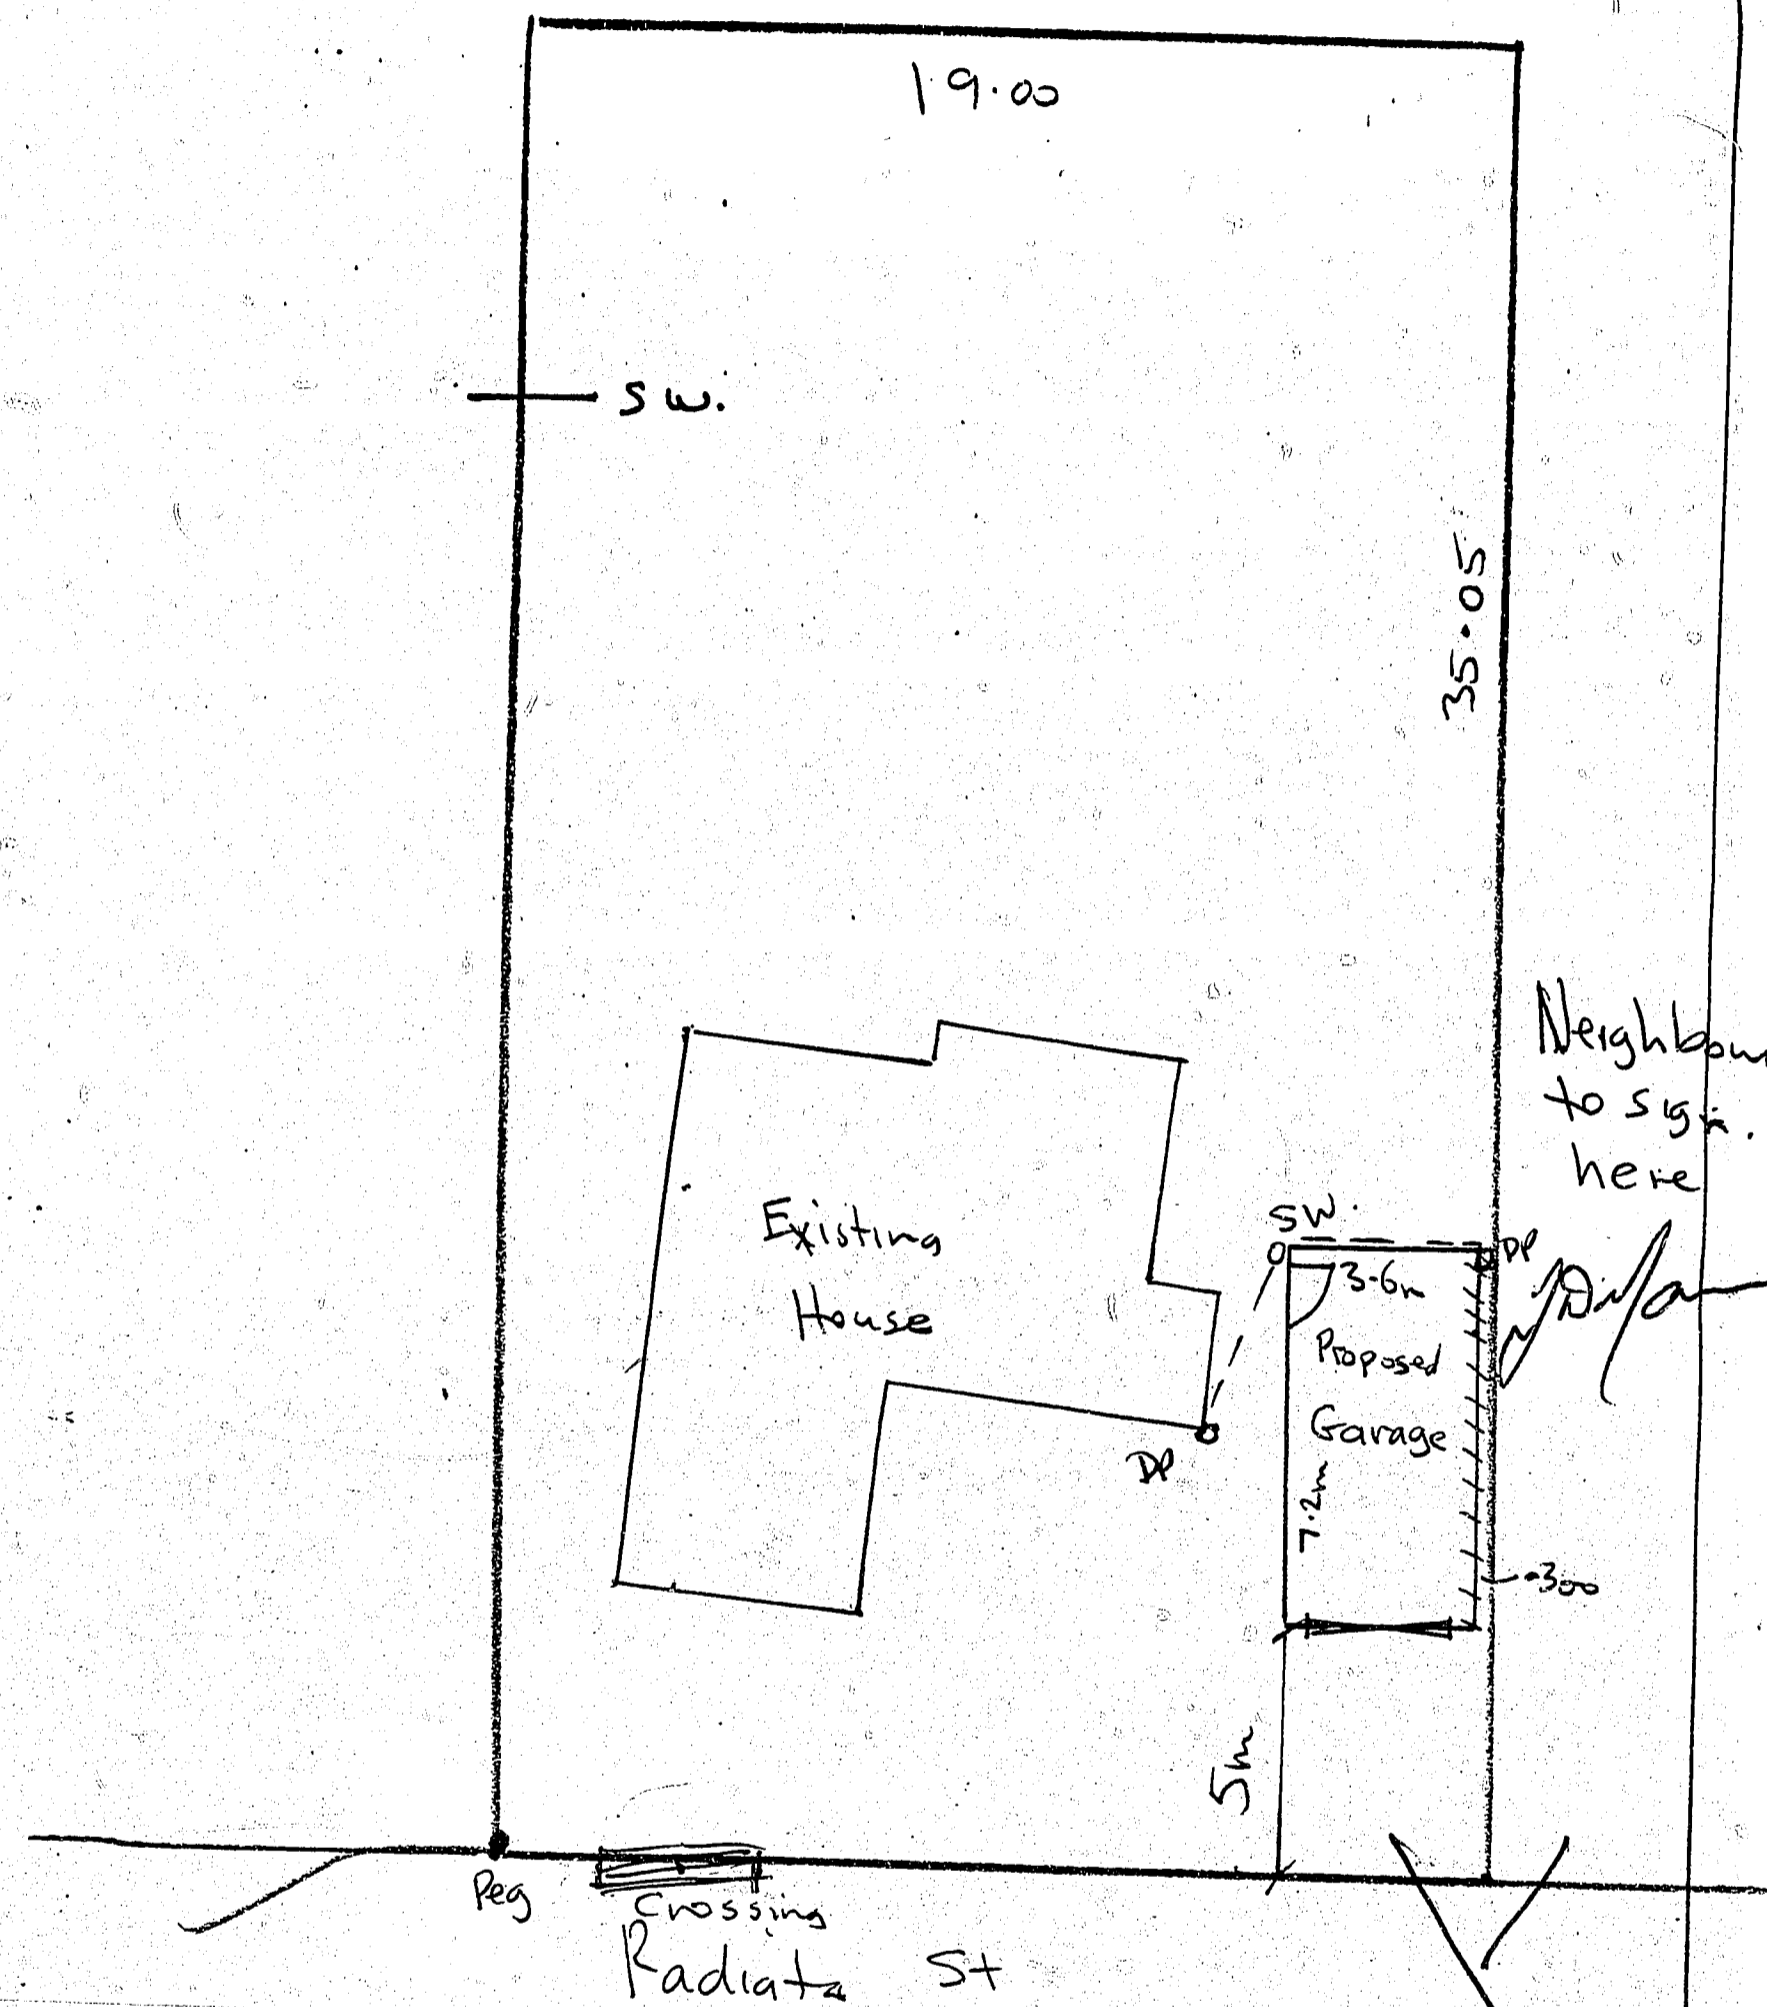 19.00
SW.
35.05
Neighbour
to sign.
here
SW.
DP
3.6m
Existing
House
Proposed
Garage
DP
7.2m
.300
5m
Peg
Crossing
Radiata St